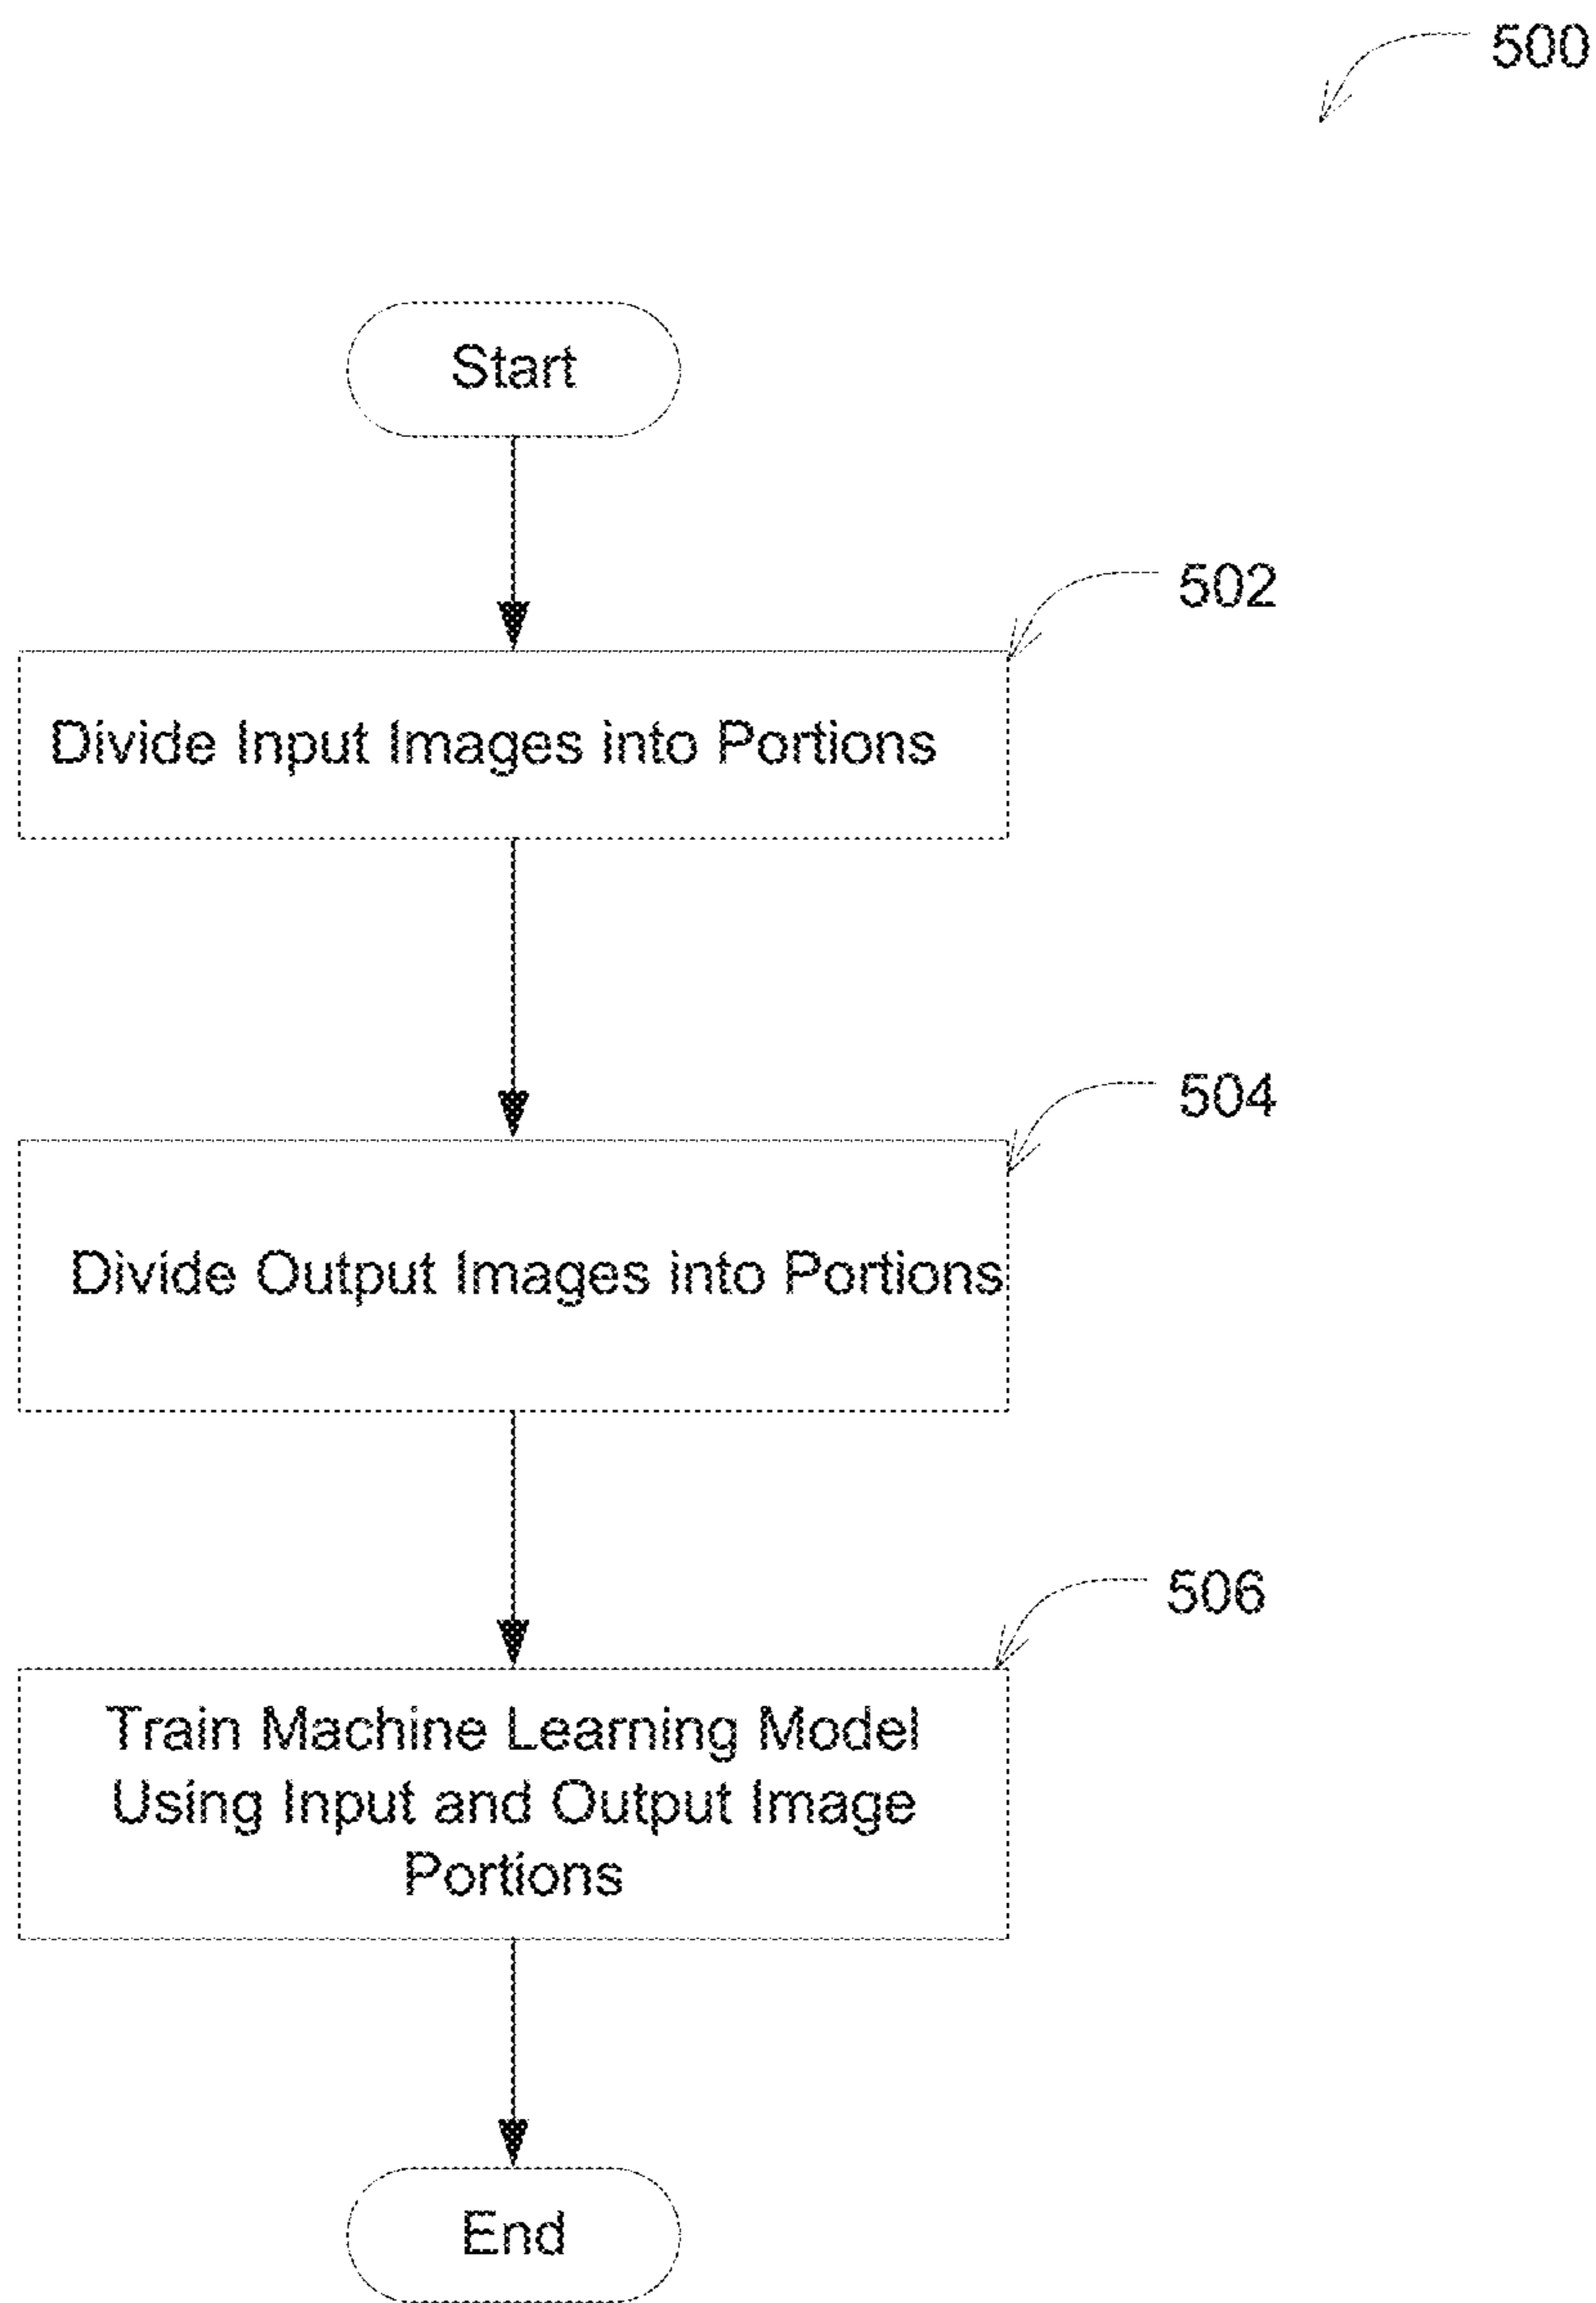 500
Start
502
Divide Input Images into Portions
504
Divide Output Images into Portions
506
Train Machine Learning Model
Using Input and Output Image
Portions
End